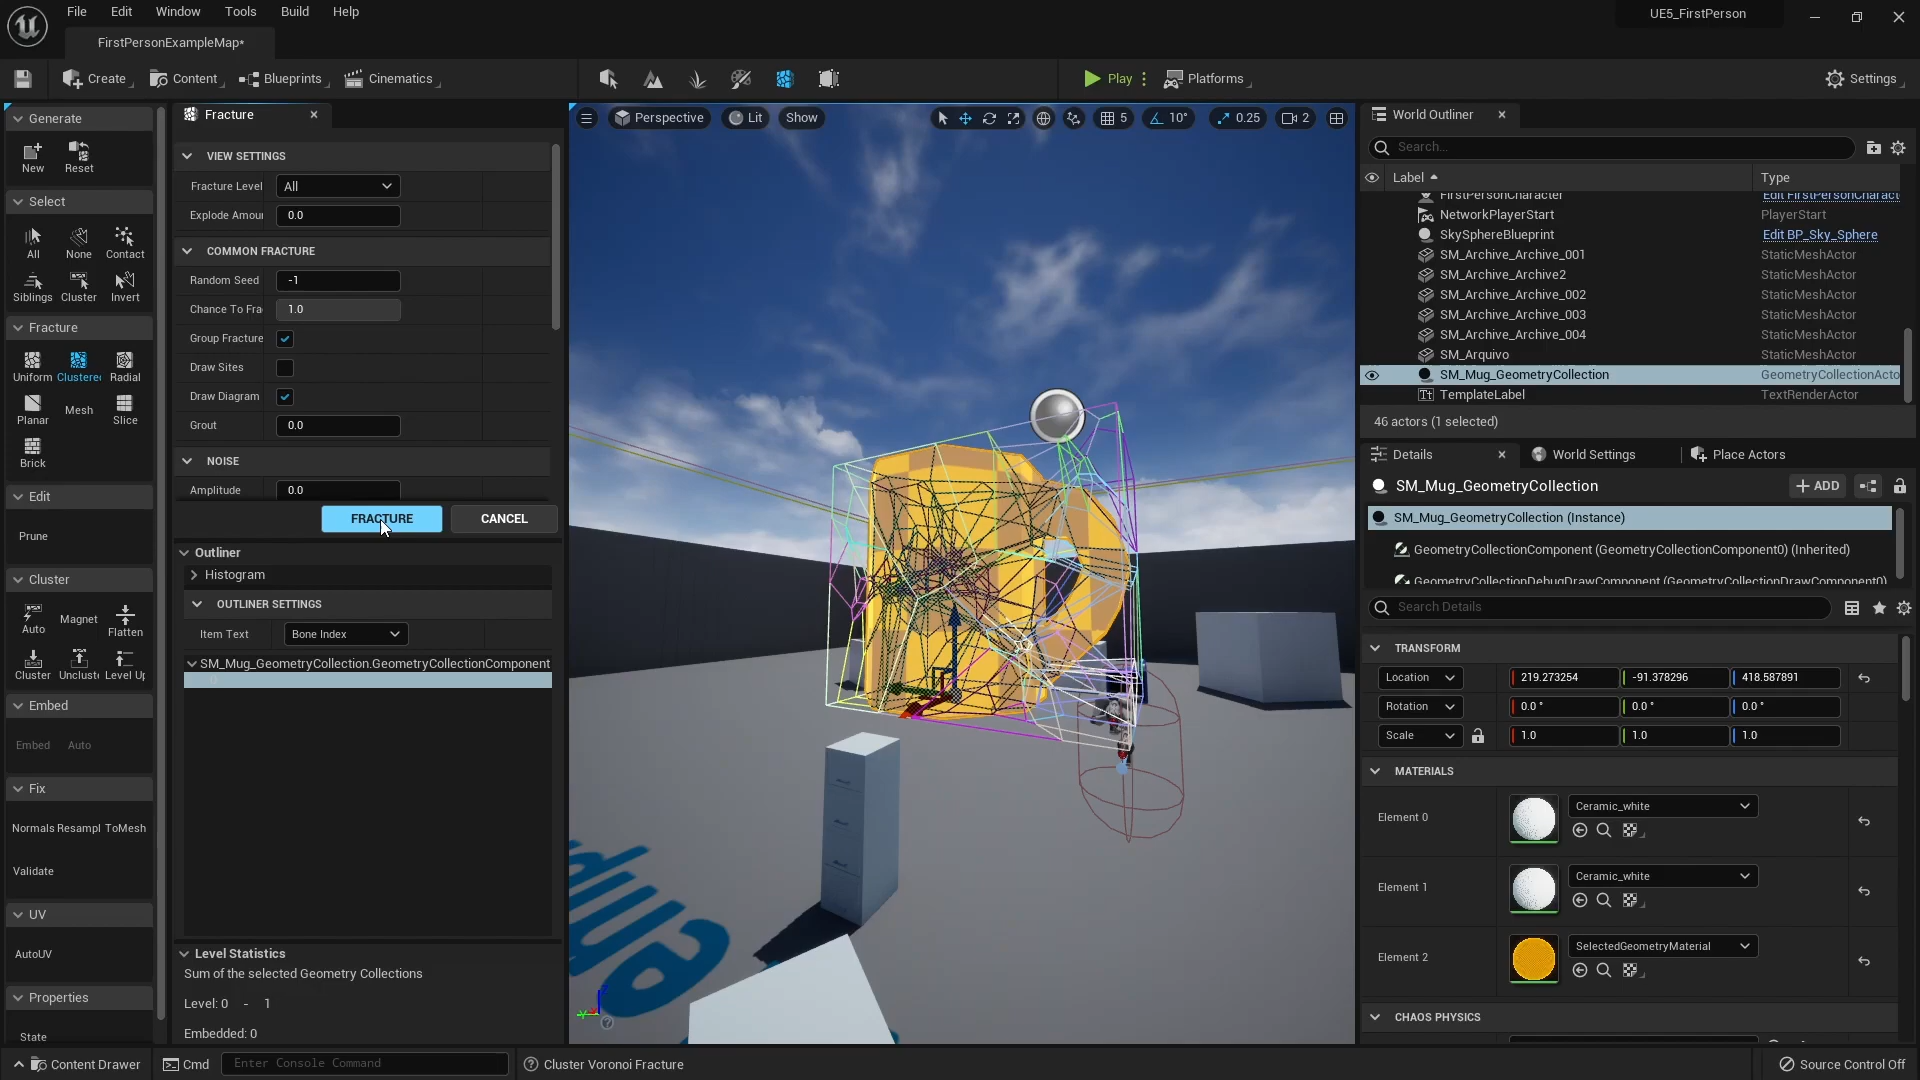 File Edit Window Tools Build Help
UE5_FirstPerson
FirstPersonExampleMap*
Create Content Blueprints Cinematics Play Platforms Settings
Generate
New Reset
Select
All None Contact
Siblings Cluster Invert
Fracture
Uniform Clustere Radial
Planar Mesh Slice
Brick
Edit
Prune
Cluster
Auto Magnet Flatten
Cluster Unclust Level Up
Embed
Embed Auto
Fix
Normals Resampl ToMesh
Validate
UV
AutoUV
Properties
State
Fracture
VIEW SETTINGS
Fracture Level All
Explode Amour 0.0
COMMON FRACTURE
Random Seed -1
Chance To Fra 1.0
Group Fracture
Draw Sites
Draw Diagram
Grout 0.0
NOISE
Amplitude 0.0
FRACTURE CANCEL
Outliner
Histogram
OUTLINER SETTINGS
Item Text Bone Index
SM_Mug_GeometryCollection.GeometryCollectionComponent
Level Statistics
Sum of the selected Geometry Collections
Level: 0 - 1
Embedded: 0
Perspective Lit Show 5 10° 0.25 2
World Outliner
Search...
Label Type
FirstPersonCharacter Edit FirstPersonCharact
NetworkPlayerStart PlayerStart
SkySphereBlueprint Edit BP_Sky_Sphere
SM_Archive_Archive_001 StaticMeshActor
SM_Archive_Archive2 StaticMeshActor
SM_Archive_Archive_002 StaticMeshActor
SM_Archive_Archive_003 StaticMeshActor
SM_Archive_Archive_004 StaticMeshActor
SM_Arquivo StaticMeshActor
SM_Mug_GeometryCollection GeometryCollectionActo
TemplateLabel TextRenderActor
46 actors (1 selected)
Details World Settings Place Actors
SM_Mug_GeometryCollection ADD
SM_Mug_GeometryCollection (Instance)
GeometryCollectionComponent (GeometryCollectionComponent0) (Inherited)
GeometryCollectionDebugDrawComponent (GeometryCollectionDrawComponent0)
Search Details
TRANSFORM
Location 219.273254 -91.378296 418.587891
Rotation 0.0° 0.0° 0.0°
Scale 1.0 1.0 1.0
MATERIALS
Element 0 Ceramic_white
Element 1 Ceramic_white
Element 2 SelectedGeometryMaterial
CHAOS PHYSICS
Content Drawer Cmd Enter Console Command Cluster Voronoi Fracture Source Control Off